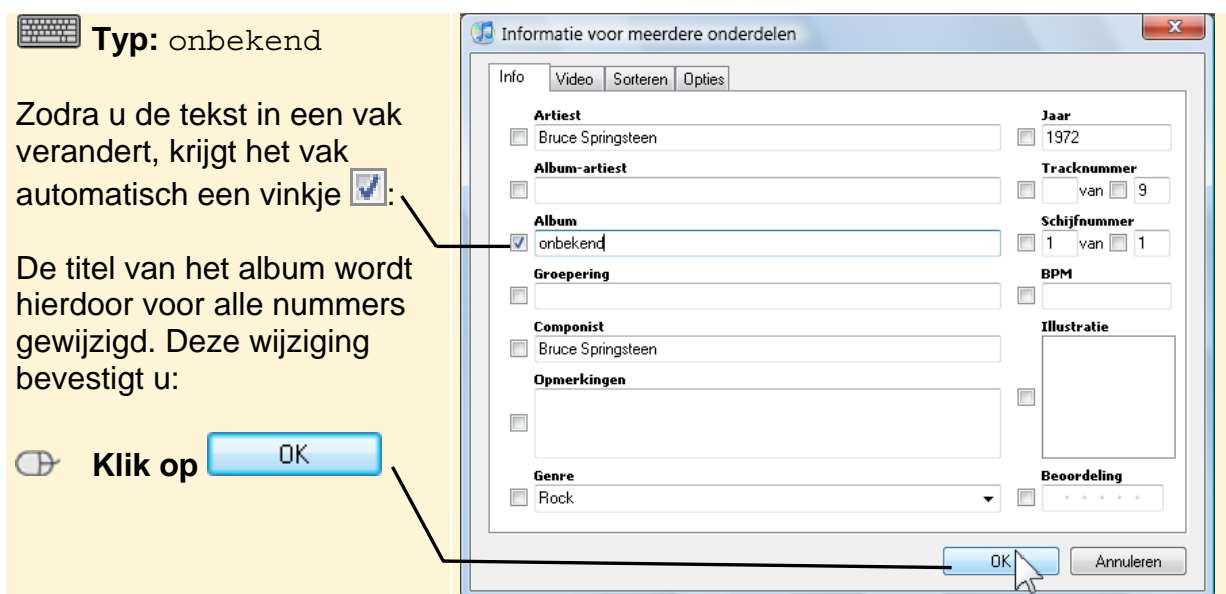 Typ: onbekend
Zodra u de tekst in een vak
verandert, krijgt het vak
automatisch een vinkje :
De titel van het album wordt
hierdoor voor alle nummers
gewijzigd. Deze wijziging
bevestigt u:
Klik op OK
Informatie voor meerdere onderdelen
Info Video Sorteren Opties
Artiest Jaar
Bruce Springsteen 1972
Album-artiest Tracknummer
van 9
Album Schijfnummer
onbekend 1 van 1
Groepering BPM
Componist Illustratie
Bruce Springsteen
Opmerkingen
Genre Beoordeling
Rock
OK Annuleren